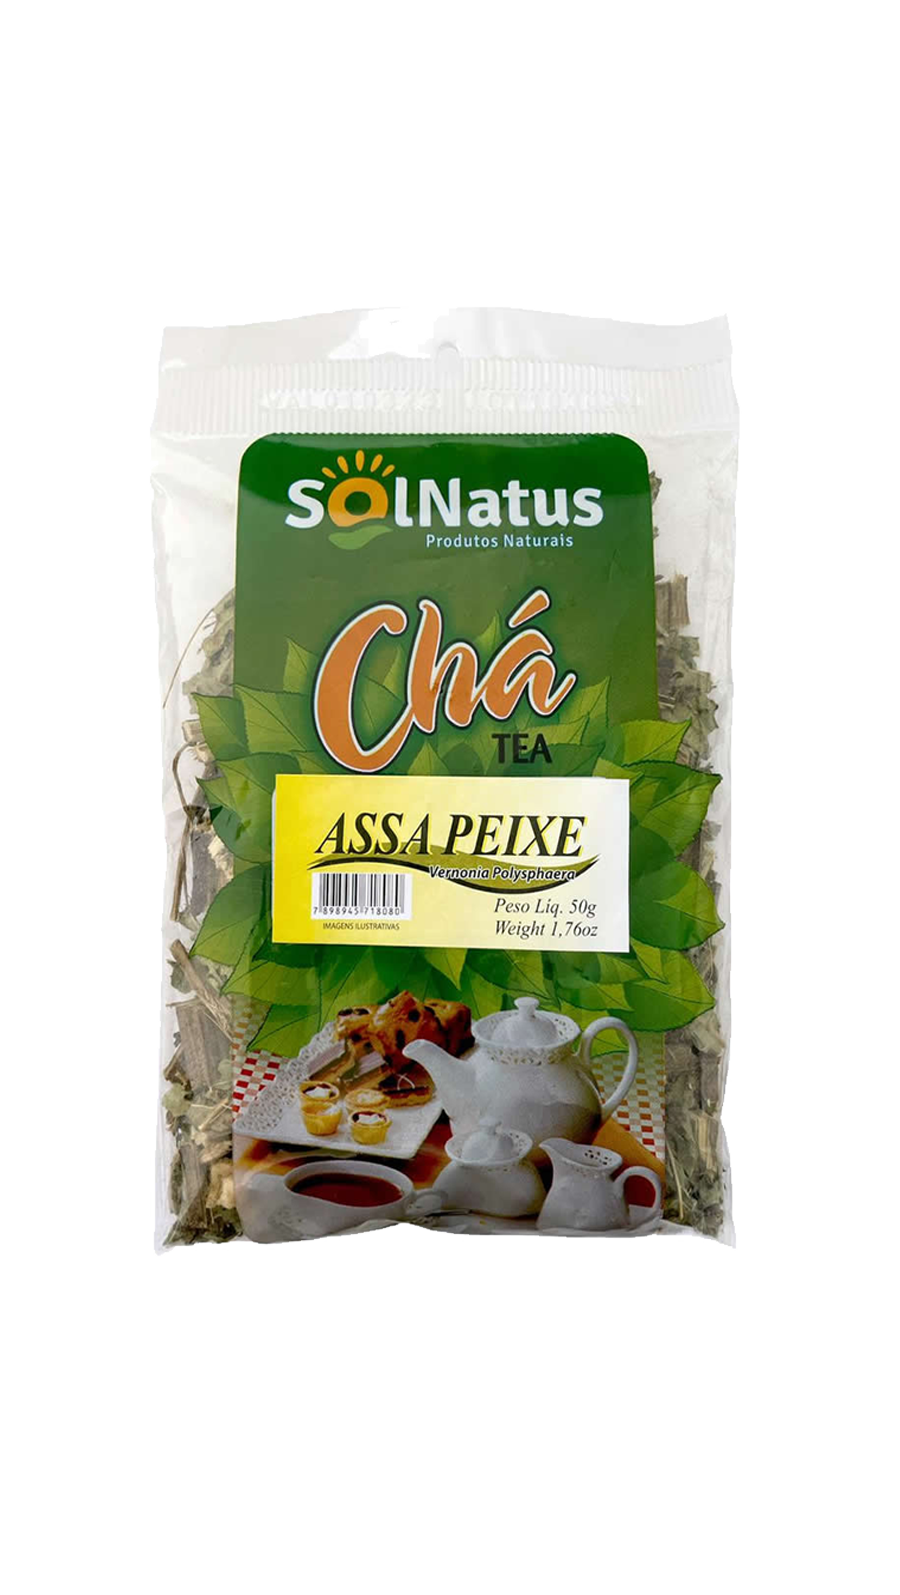 SolNatus
Produtos Naturais
Chá
TEA
ASSA PEIXE
Vernonia Polysphaera
7 898945 718080
IMAGENS ILUSTRATIVAS
Peso Líq. 50g
Weight 1,76oz